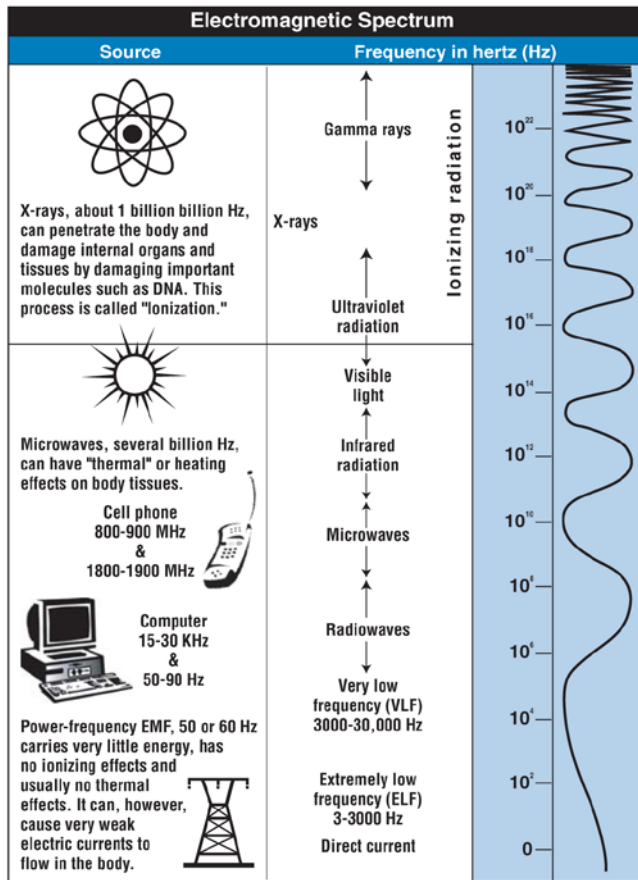 Electromagnetic Spectrum
Source
Frequency in hertz (Hz)
X-rays, about 1 billion billion Hz,
can penetrate the body and
damage internal organs and
tissues by damaging important
molecules such as DNA. This
process is called "Ionization."
Microwaves, several billion Hz,
can have "thermal" or heating
effects on body tissues.
Cell phone
800-900 MHz
&
1800-1900 MHz
Computer
15-30 KHz
&
50-90 Hz
Power-frequency EMF, 50 or 60 Hz
carries very little energy, has
no ionizing effects and
usually no thermal
effects. It can, however,
cause very weak
electric currents to
flow in the body.
Gamma rays
X-rays
Ultraviolet
radiation
Visible
light
Infrared
radiation
Microwaves
Radiowaves
Very low
frequency (VLF)
3000-30,000 Hz
Extremely low
frequency (ELF)
3-3000 Hz
Direct current
Ionizing radiation
10²²
10²⁰
10¹⁸
10¹⁶
10¹⁴
10¹²
10¹⁰
10⁸
10⁶
10⁴
10²
0